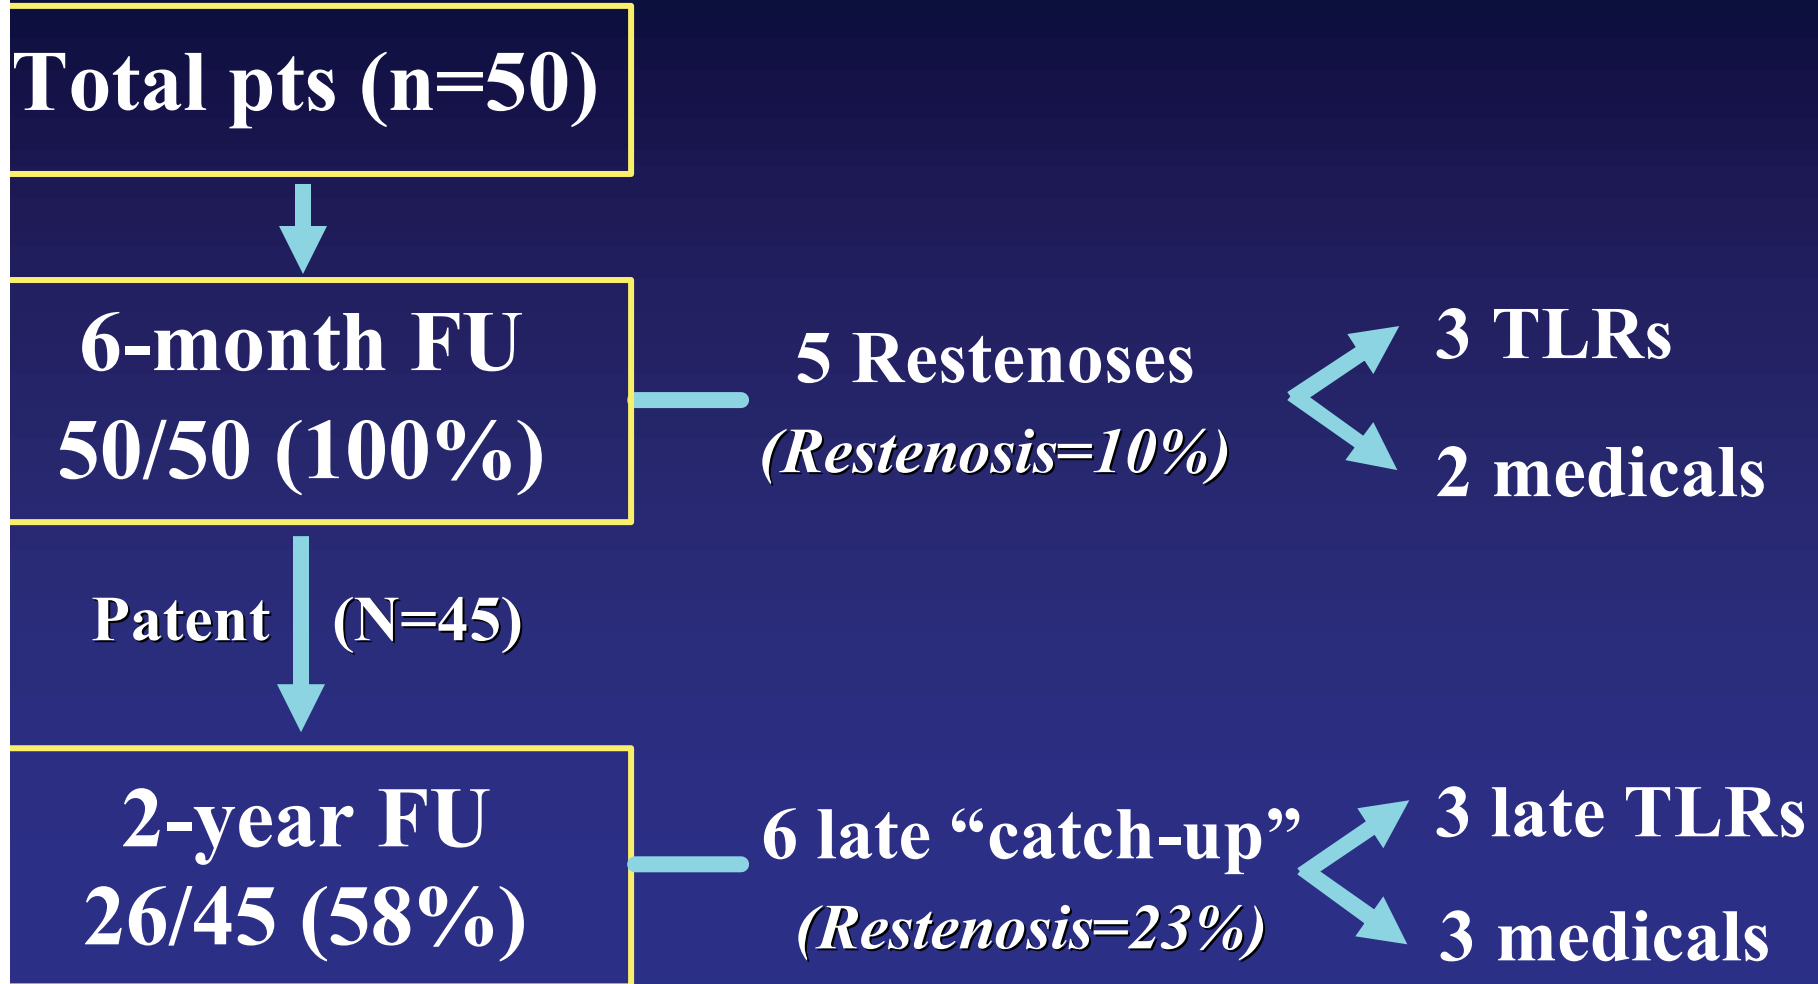 Total pts (n=50)
6-month FU
50/50 (100%)
5 Restenoses
(Restenosis=10%)
3 TLRs
2 medicals
Patent (N=45)
2-year FU
26/45 (58%)
6 late “catch-up”
(Restenosis=23%)
3 late TLRs
3 medicals